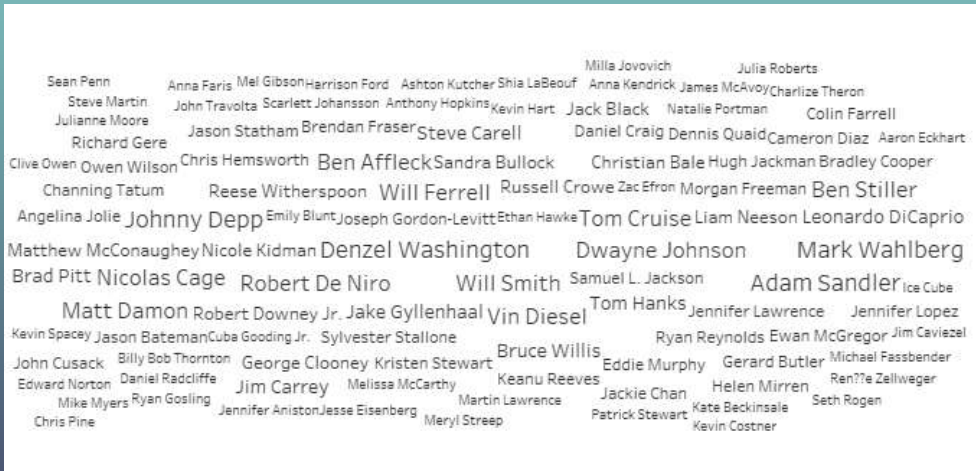 Milla Jovovich Julia Roberts
Sean Penn Anna Faris Mel Gibson Harrison Ford Ashton Kutcher Shia LaBeouf Anna Kendrick James McAvoy Charlize Theron
Steve Martin John Travolta Scarlett Johansson Anthony Hopkins Kevin Hart Jack Black Natalie Portman Colin Farrell
Julianne Moore Jason Statham Brendan Fraser Steve Carell Daniel Craig Dennis Quaid Cameron Diaz Aaron Eckhart
Richard Gere
Clive Owen Owen Wilson Chris Hemsworth Ben Affleck Sandra Bullock Christian Bale Hugh Jackman Bradley Cooper
Channing Tatum Reese Witherspoon Will Ferrell Russell Crowe Zac Efron Morgan Freeman Ben Stiller
Angelina Jolie Johnny Depp Emily Blunt Joseph Gordon-Levitt Ethan Hawke Tom Cruise Liam Neeson Leonardo DiCaprio
Matthew McConaughey Nicole Kidman Denzel Washington Dwayne Johnson Mark Wahlberg
Brad Pitt Nicolas Cage Robert De Niro Will Smith Samuel L. Jackson Adam Sandler Ice Cube
Matt Damon Robert Downey Jr. Jake Gyllenhaal Vin Diesel Tom Hanks Jennifer Lawrence Jennifer Lopez
Kevin Spacey Jason Bateman Cuba Gooding Jr. Sylvester Stallone Ryan Reynolds Ewan McGregor Jim Caviezel
John Cusack Billy Bob Thornton George Clooney Kristen Stewart Bruce Willis Eddie Murphy Gerard Butler Michael Fassbender
Edward Norton Daniel Radcliffe Jim Carrey Melissa McCarthy Keanu Reeves Jackie Chan Helen Mirren Ren??e Zellweger
Mike Myers Ryan Gosling Martin Lawrence Seth Rogen
Chris Pine Jennifer Aniston Jesse Eisenberg Meryl Streep Patrick Stewart Kate Beckinsale
Kevin Costner